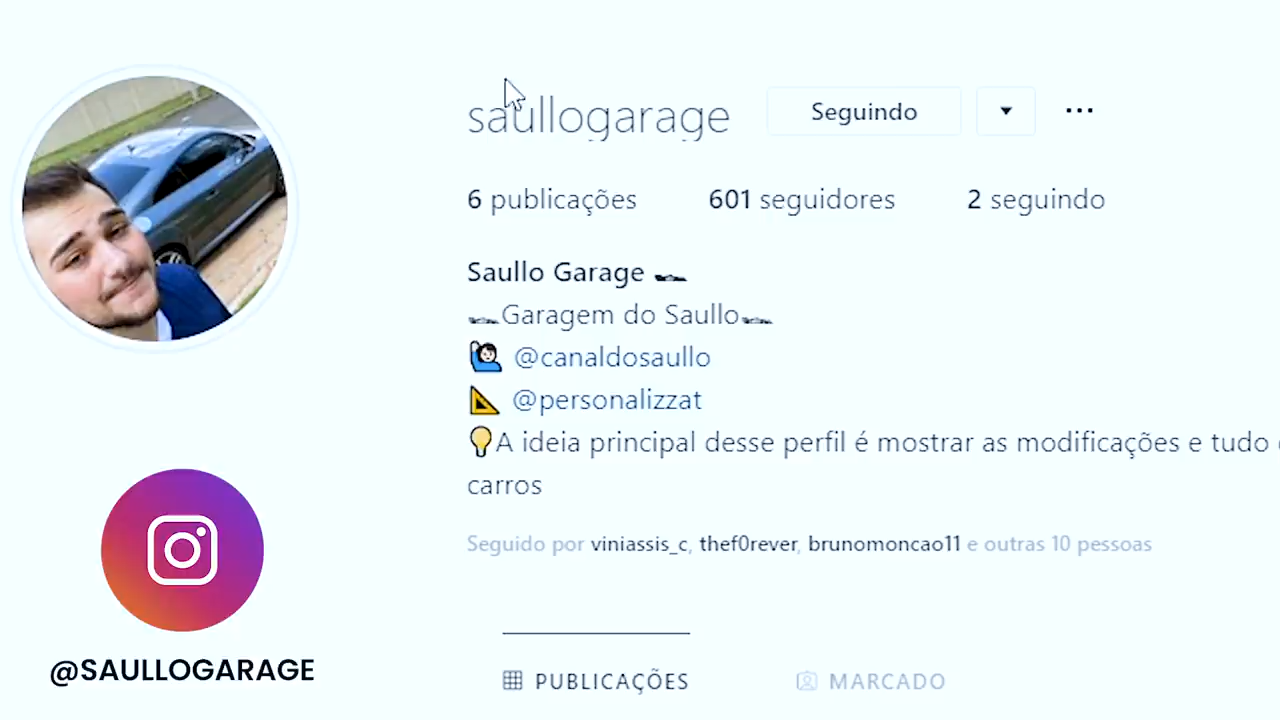 saullogarage
Seguindo
6 publicações 601 seguidores 2 seguindo
Saullo Garage
Garagem do Saullo
@canaldosaullo
@personalizzat
A ideia principal desse perfil é mostrar as modificações e tudo
carros
Seguido por viniassis_c, thef0rever, brunomoncao11 e outras 10 pessoas
@SAULLOGARAGE
PUBLICAÇÕES MARCADO